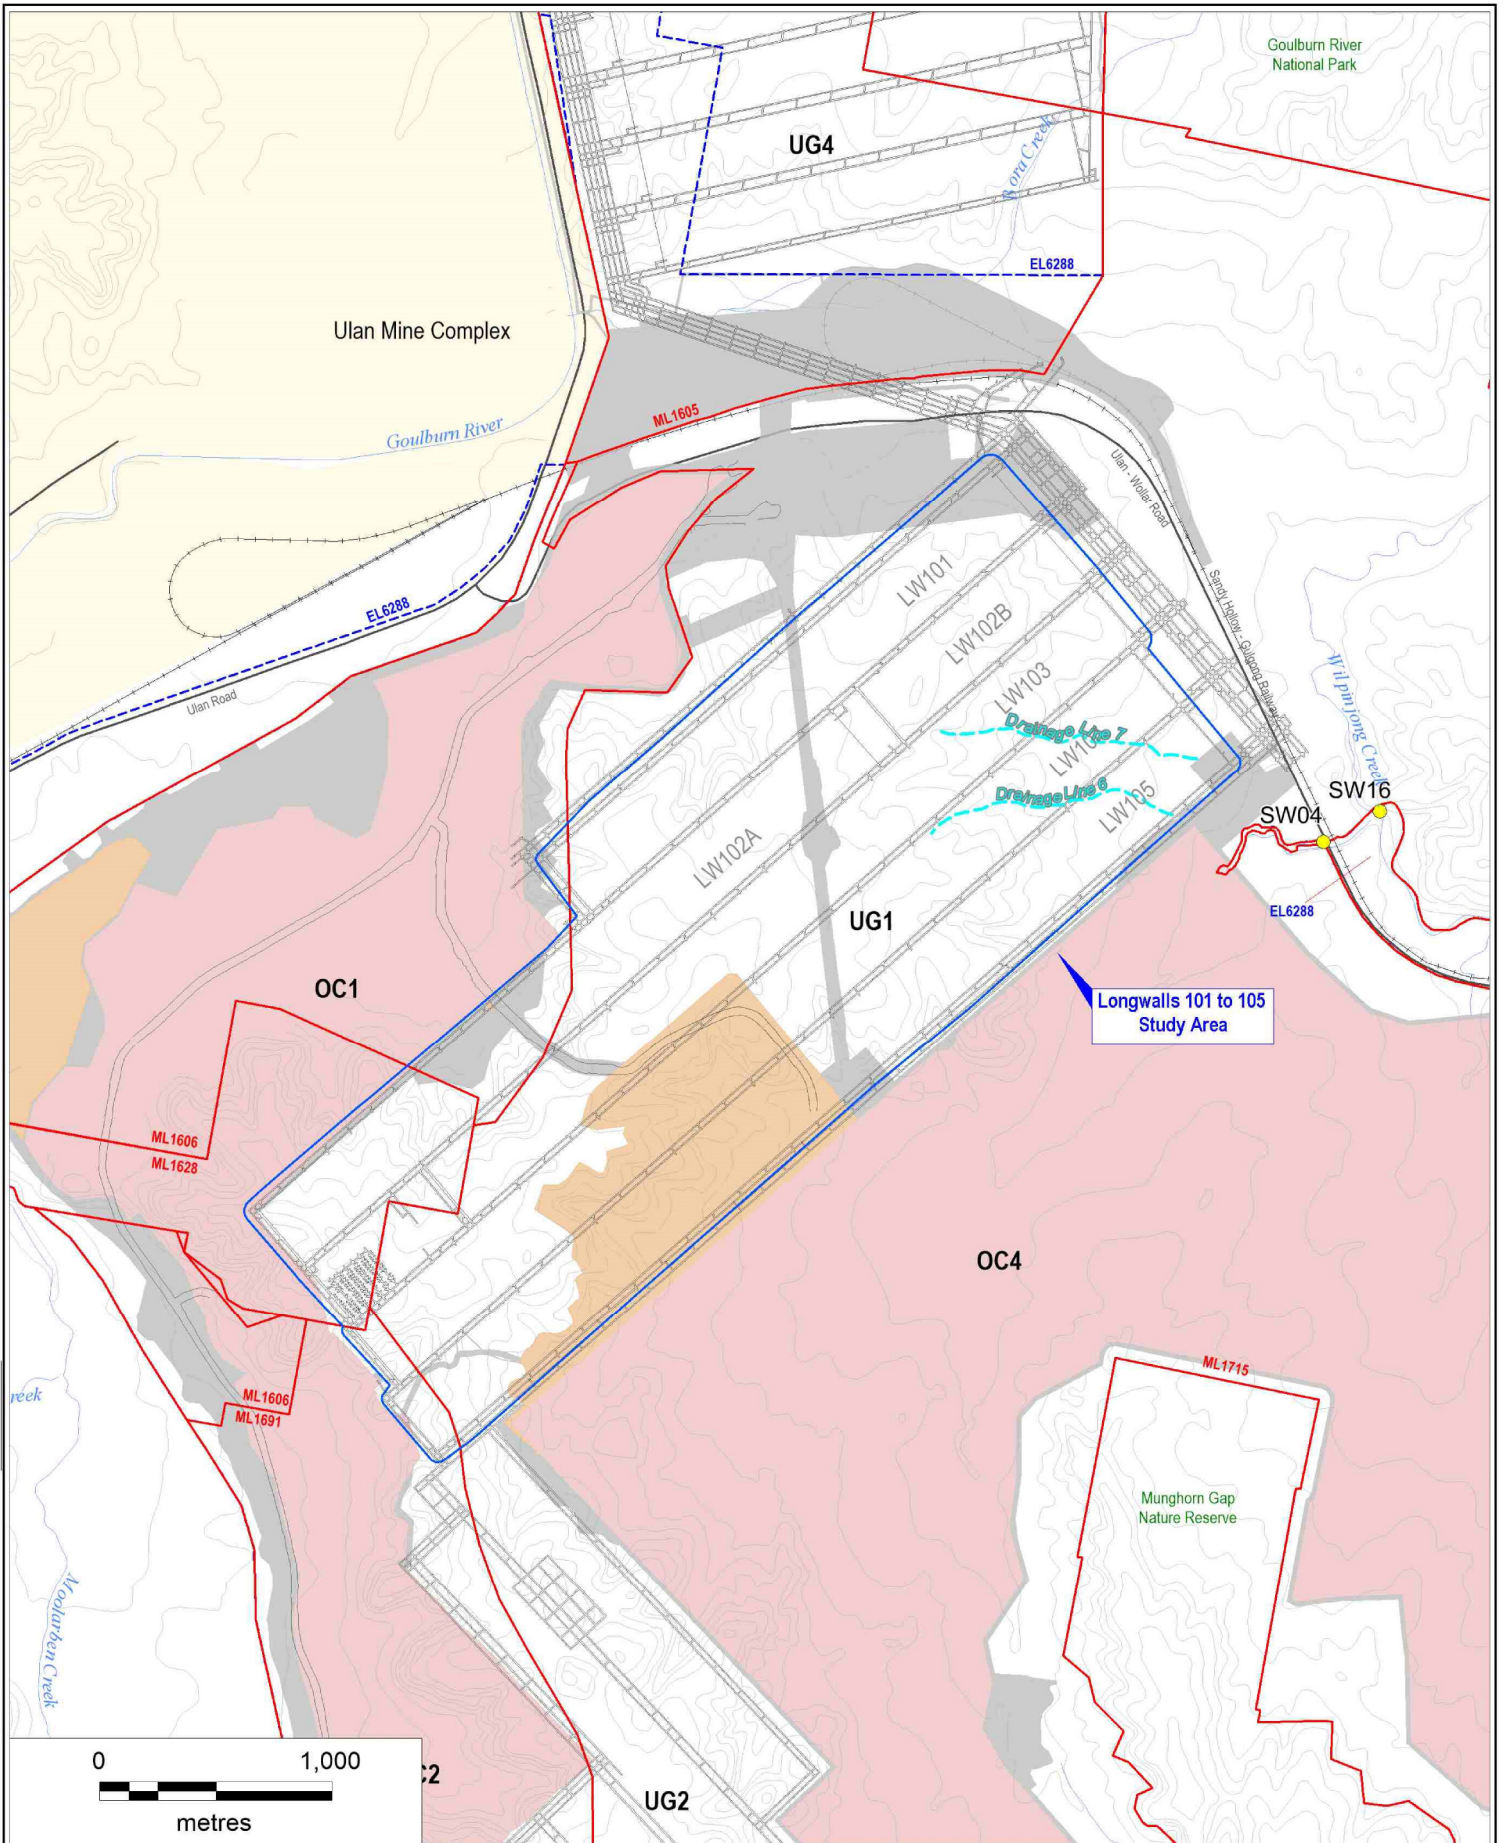 Goulburn River
National Park
UG4
Bora Creek
EL6288
Ulan Mine Complex
ML1605
Goulburn River
Ulan - Wollar Road
LW101
EL6288
Sandy Hollow - Gulgong Railway
LW102B
Wilpinjong Creek
LW103
Ulan Road
Drainage Line 7
Drainage Line 6
LW105
SW16
SW04
LW102A
EL6288
UG1
OC1
Longwalls 101 to 105
Study Area
ML1606
ML1628
OC4
ML1715
reek
ML1606
ML1691
Munghorn Gap
Nature Reserve
Moolarben Creek
0 1,000
metres
C2
UG2